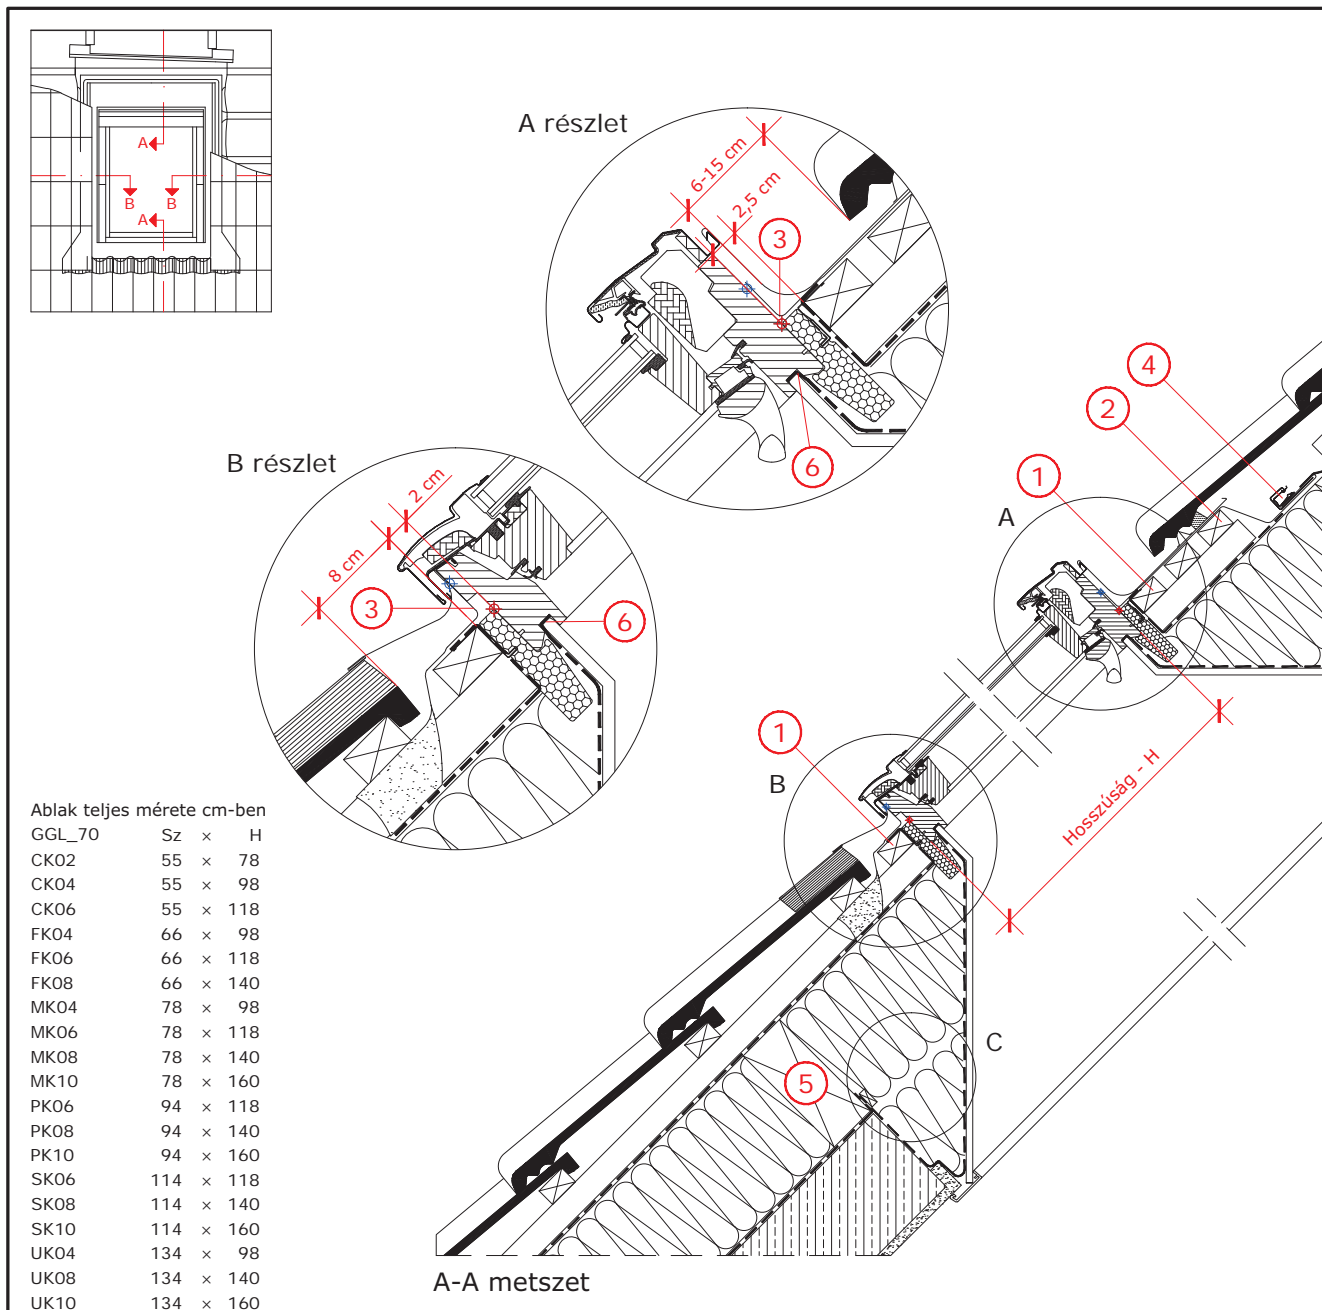 A
B
B
A
A részlet
6-15 cm
2,5 cm
3
6
B részlet
2 cm
8 cm
3
6
4
2
1
A
1
B
Hosszúság - H
C
5
Ablak teljes mérete cm-ben
GGL_70 Sz × H
CK02 55 × 78
CK04 55 × 98
CK06 55 × 118
FK04 66 × 98
FK06 66 × 118
FK08 66 × 140
MK04 78 × 98
MK06 78 × 118
MK08 78 × 140
MK10 78 × 160
PK06 94 × 118
PK08 94 × 140
PK10 94 × 160
SK06 114 × 118
SK08 114 × 140
SK10 114 × 160
UK04 134 × 98
UK08 134 × 140
UK10 134 × 160
A-A metszet